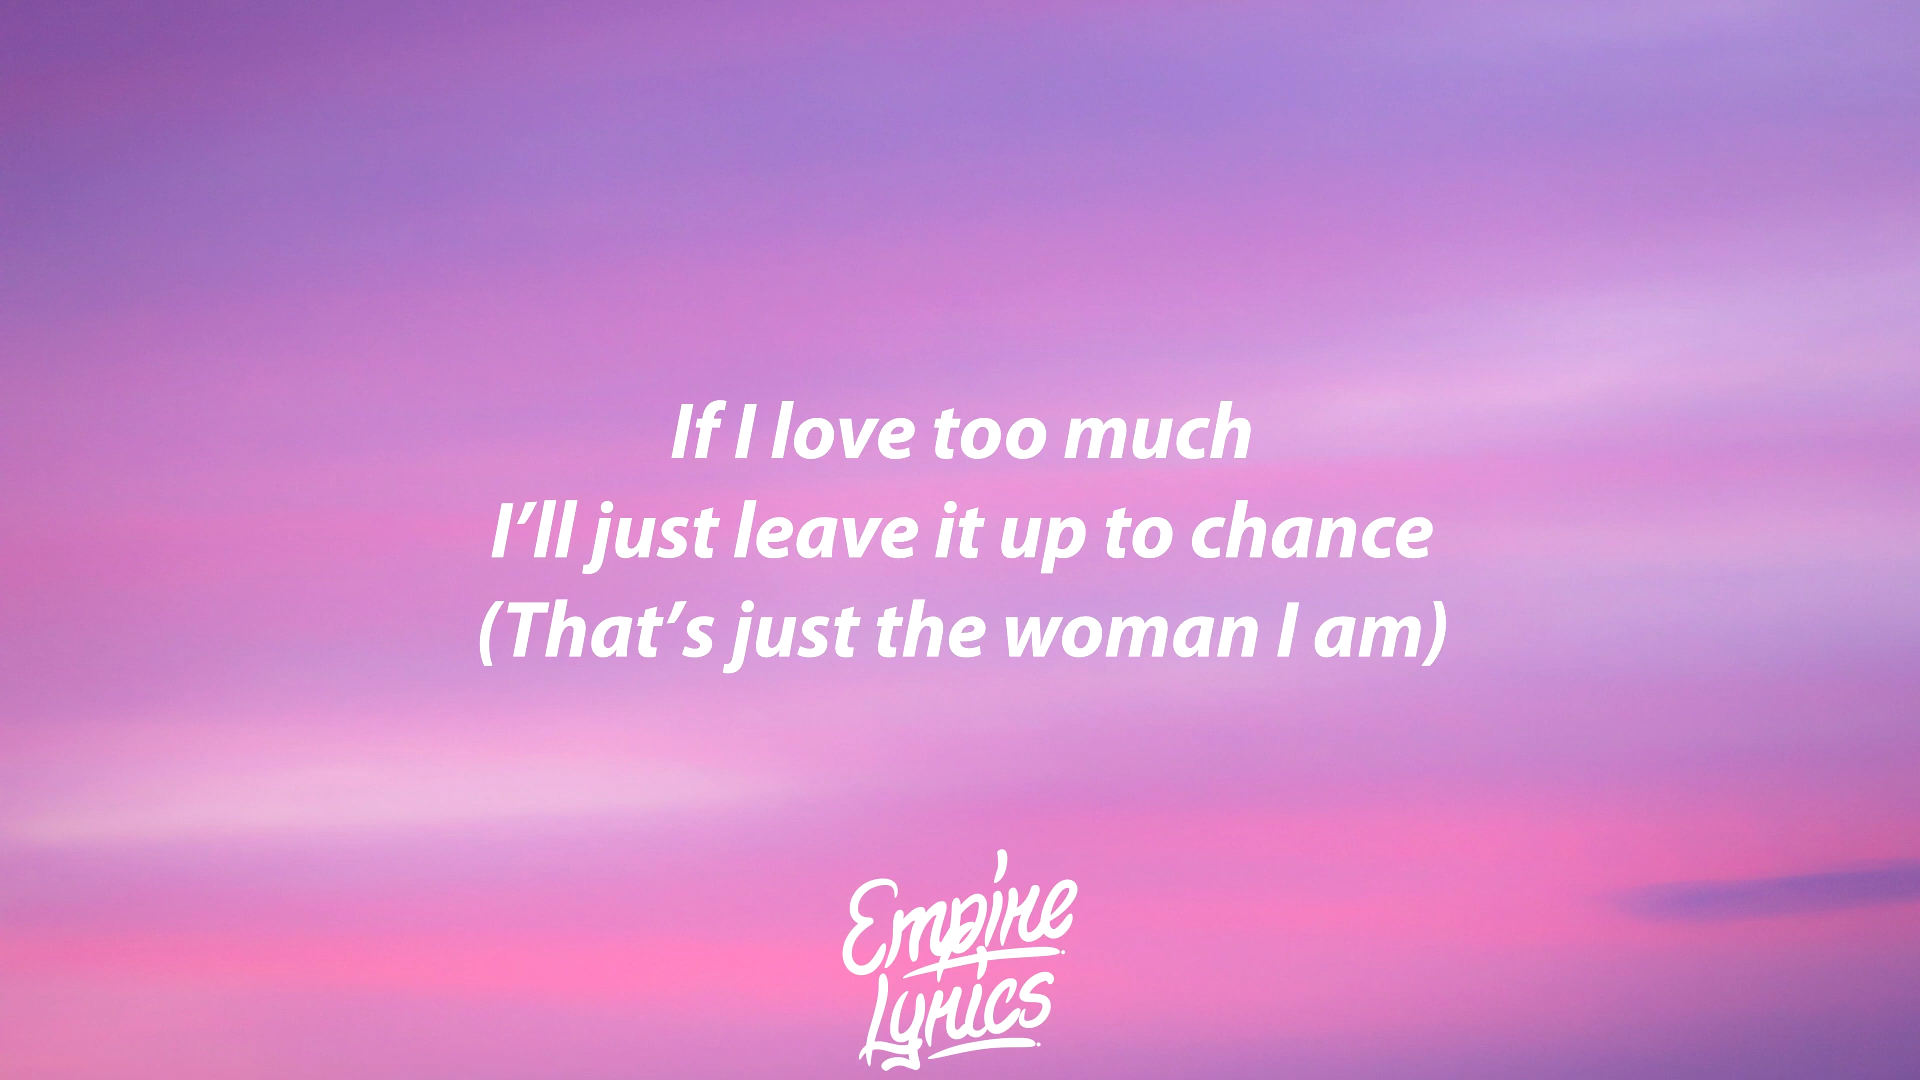 If I love too much
I’ll just leave it up to chance
(That’s just the woman I am)
Empire
Lyrics